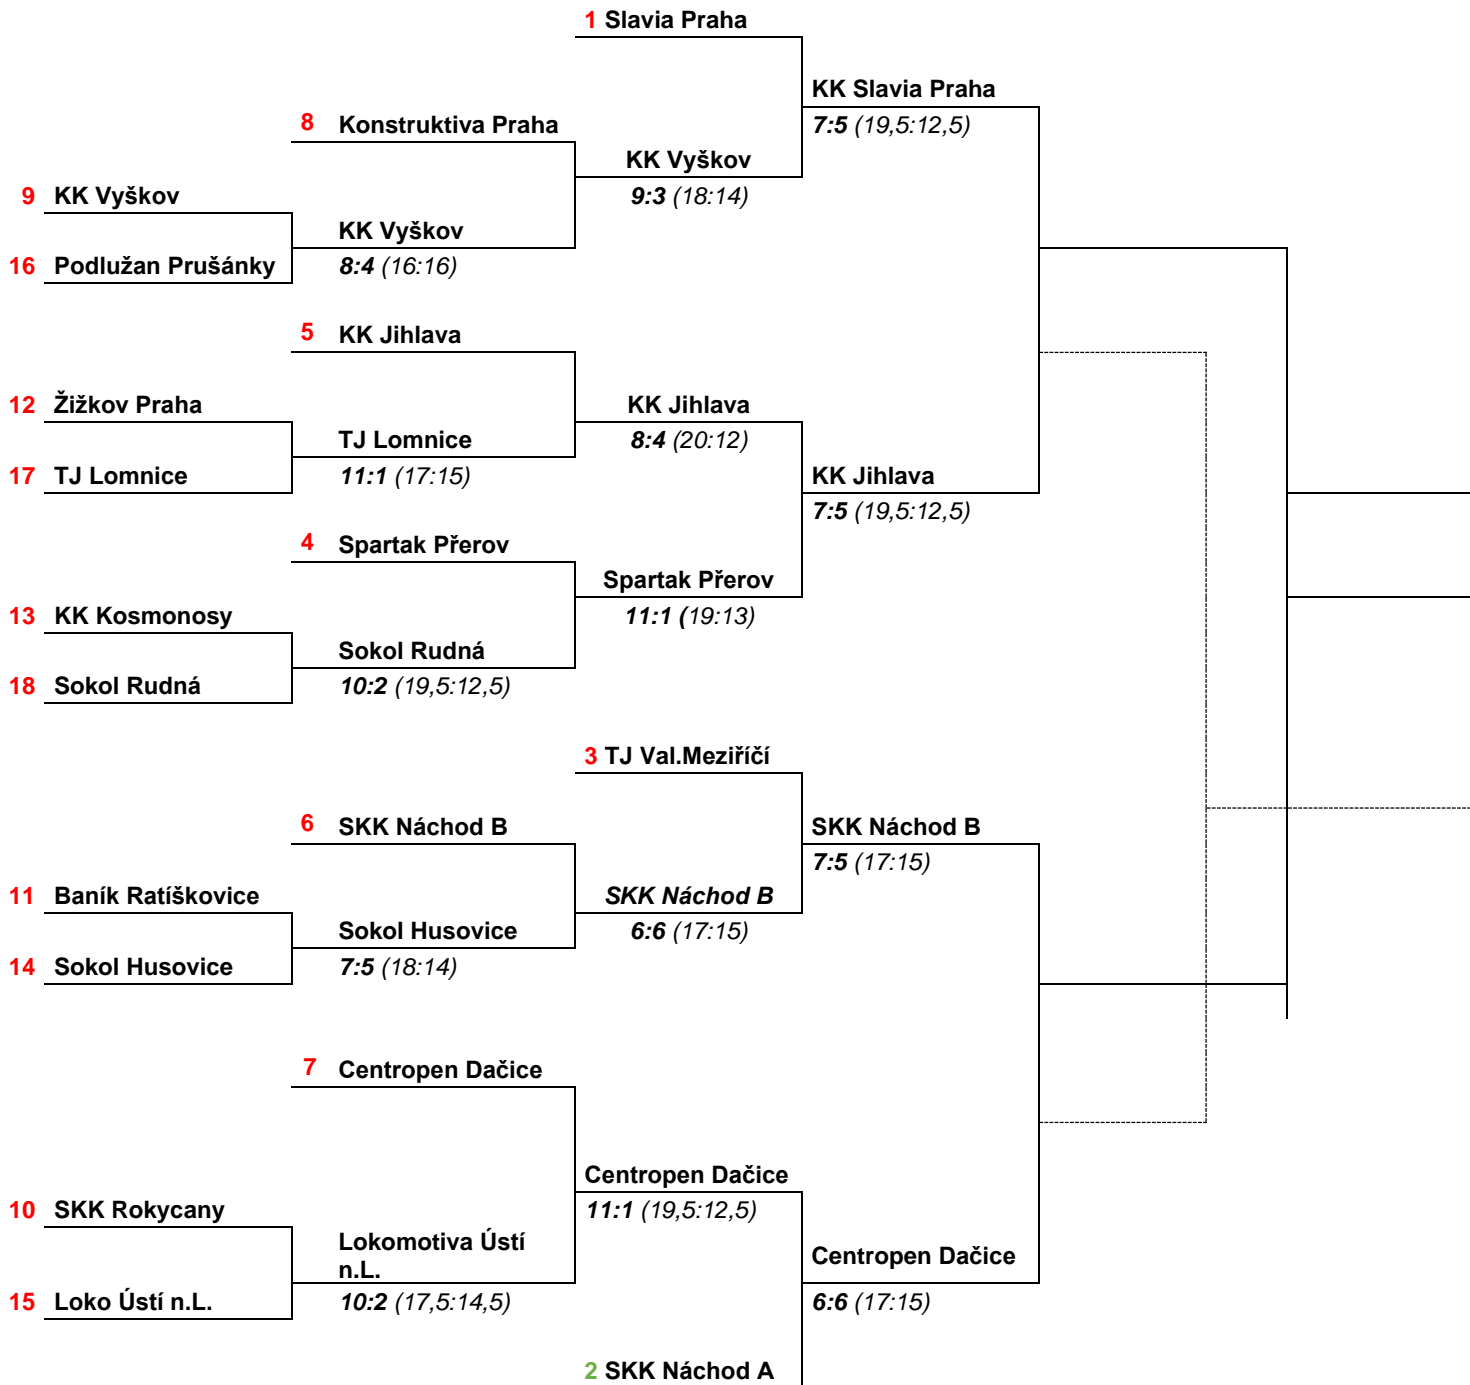 1 Slavia Praha
KK Slavia Praha
8 Konstruktiva Praha
7:5 (19,5:12,5)
KK Vyškov
9 KK Vyškov
9:3 (18:14)
KK Vyškov
16 Podlužan Prušánky
8:4 (16:16)
5 KK Jihlava
12 Žižkov Praha
KK Jihlava
TJ Lomnice
8:4 (20:12)
17 TJ Lomnice
11:1 (17:15)
KK Jihlava
7:5 (19,5:12,5)
4 Spartak Přerov
Spartak Přerov
13 KK Kosmonosy
11:1 (19:13)
Sokol Rudná
18 Sokol Rudná
10:2 (19,5:12,5)
3 TJ Val.Meziříčí
6 SKK Náchod B
SKK Náchod B
7:5 (17:15)
11 Baník Ratíškovice
SKK Náchod B
Sokol Husovice
6:6 (17:15)
14 Sokol Husovice
7:5 (18:14)
7 Centropen Dačice
Centropen Dačice
10 SKK Rokycany
11:1 (19,5:12,5)
Lokomotiva Ústí
n.L.
Centropen Dačice
15 Loko Ústí n.L.
10:2 (17,5:14,5)
6:6 (17:15)
2 SKK Náchod A